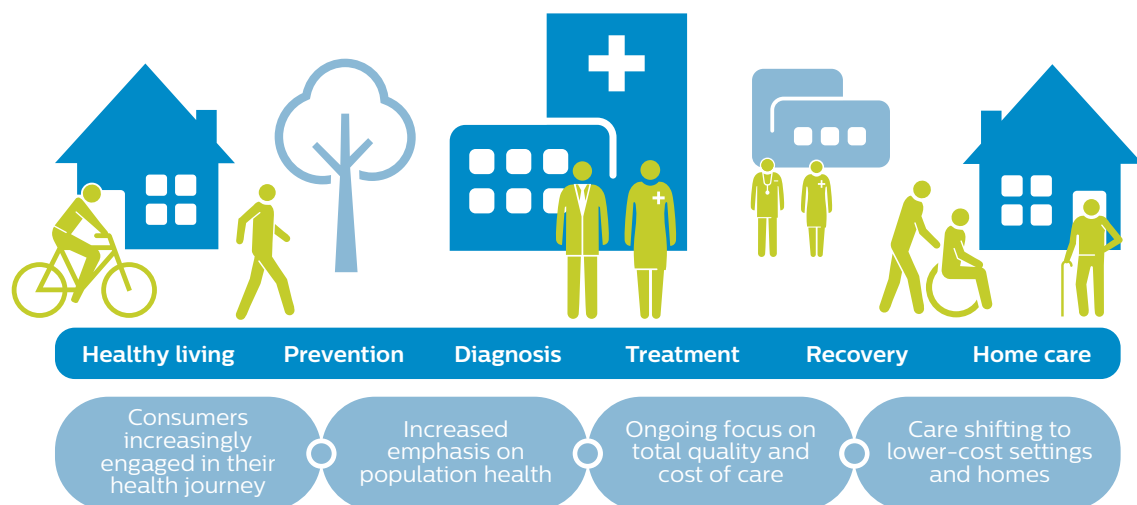 Healthy living Prevention Diagnosis Treatment Recovery Home care
Consumers
increasingly
engaged in their
health journey
Increased
emphasis on
population health
Ongoing focus on
total quality and
cost of care
Care shifting to
lower-cost settings
and homes